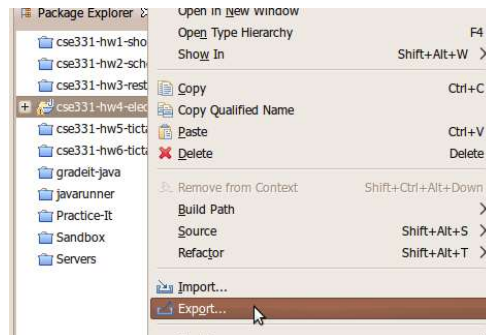 Package Explorer
cse331-hw1-sho
cse331-hw2-sch
cse331-hw3-rest
cse331-hw4-elec
cse331-hw5-ticta
cse331-hw6-ticta
gradeit-java
javarunner
Practice-It
Sandbox
Servers
Open in New Window
Open Type Hierarchy F4
Show In Shift+Alt+W
Copy Ctrl+C
Copy Qualified Name
Paste Ctrl+V
Delete Delete
Remove from Context Shift+Ctrl+Alt+Down
Build Path
Source Shift+Alt+S
Refactor Shift+Alt+T
Import...
Export...